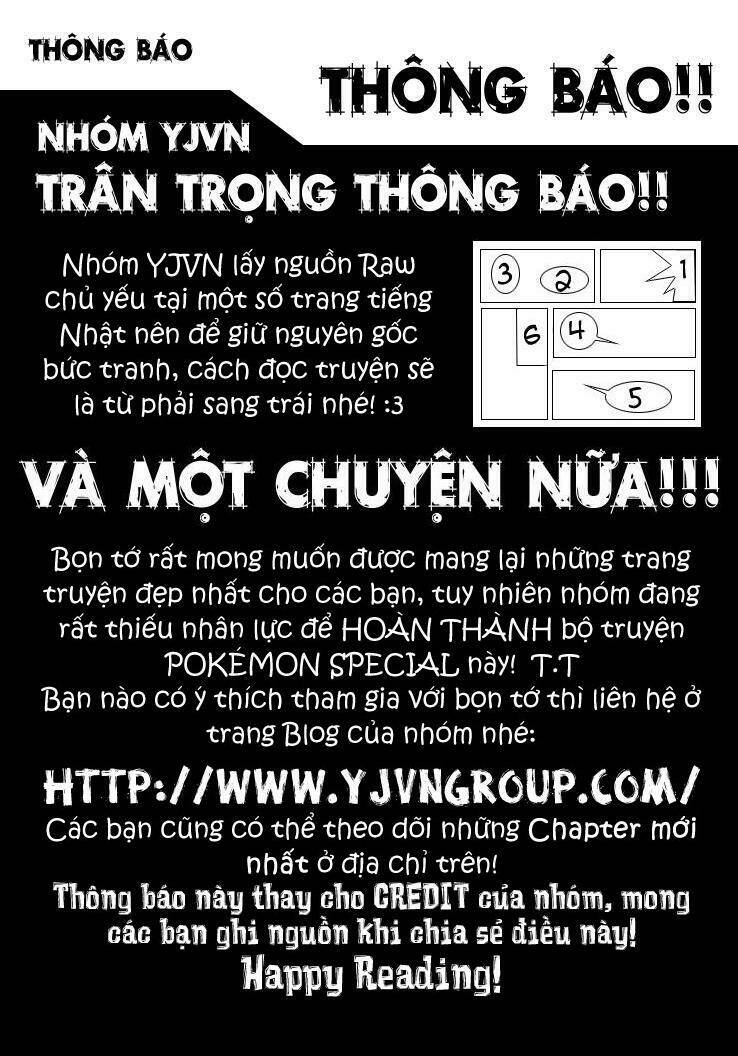 THÔNG BÁO
THÔNG BÁO!!
NHÓM YJVN
TRÂN TRỌNG THÔNG BÁO!!
Nhóm YJVN lấy nguồn Raw
chủ yếu tại một số trang tiếng
Nhật nên để giữ nguyên gốc
bức tranh, cách đọc truyện sẽ
là từ phải sang trái nhé! :3
3 2 1
6 4
5
VÀ MỘT CHUYỆN NỮA!!!
Bọn tớ rất mong muốn được mang lại những trang
truyện đẹp nhất cho các bạn, tuy nhiên nhóm đang
rất thiếu nhân lực để HOÀN THÀNH bộ truyện
POKÉMON SPECIAL này! T.T
Bạn nào có ý thích tham gia với bọn tớ thì liên hệ ở
trang Blog của nhóm nhé:
HTTP://WWW.YJVNGROUP.COM/
Các bạn cũng có thể theo dõi những Chapter mới
nhất ở địa chỉ trên!
Thông báo này thay cho CREDIT của nhóm, mong
các bạn ghi nguồn khi chia sẻ điều này!
Happy Reading!